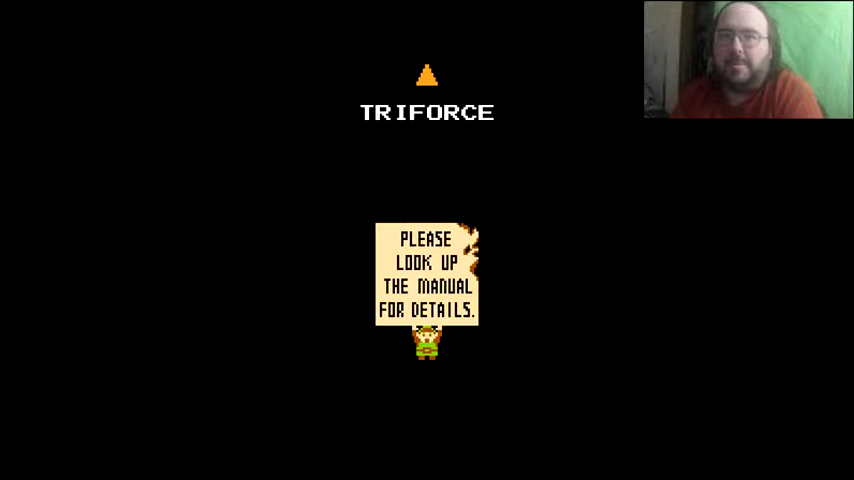 TRIFORCE
PLEASE
LOOK UP
THE MANUAL
FOR DETAILS.